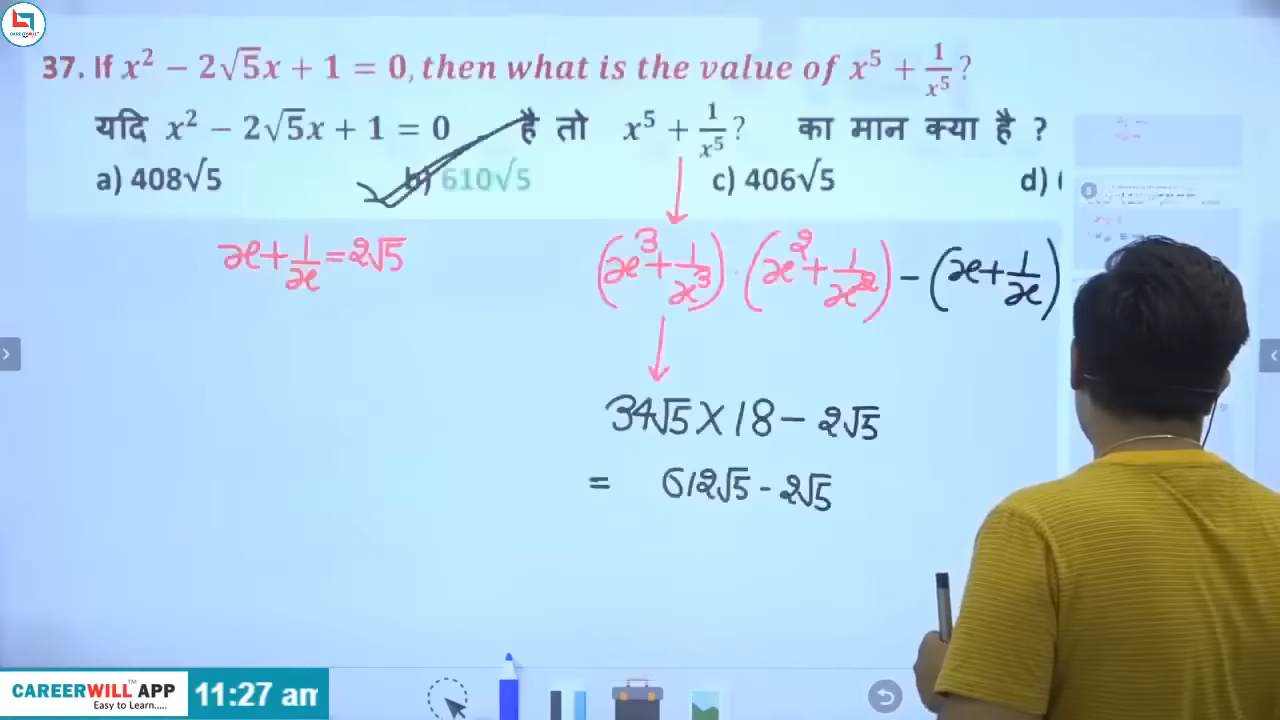 CAREERWILL
37. If x² − 2√5x + 1 = 0, then what is the value of x⁵ + 1/x⁵ ?
यदि x² − 2√5x + 1 = 0 है तो x⁵ + 1/x⁵ ? का मान क्या है ?
a) 408√5 b) 610√5 c) 406√5 d)
x + 1/x = 2√5
(x³ + 1/x³) · (x² + 1/x²) − (x + 1/x)
34√5 × 18 − 2√5
= 612√5 - 2√5
CAREERWILL™ APP
Easy to Learn.....
11:27 am